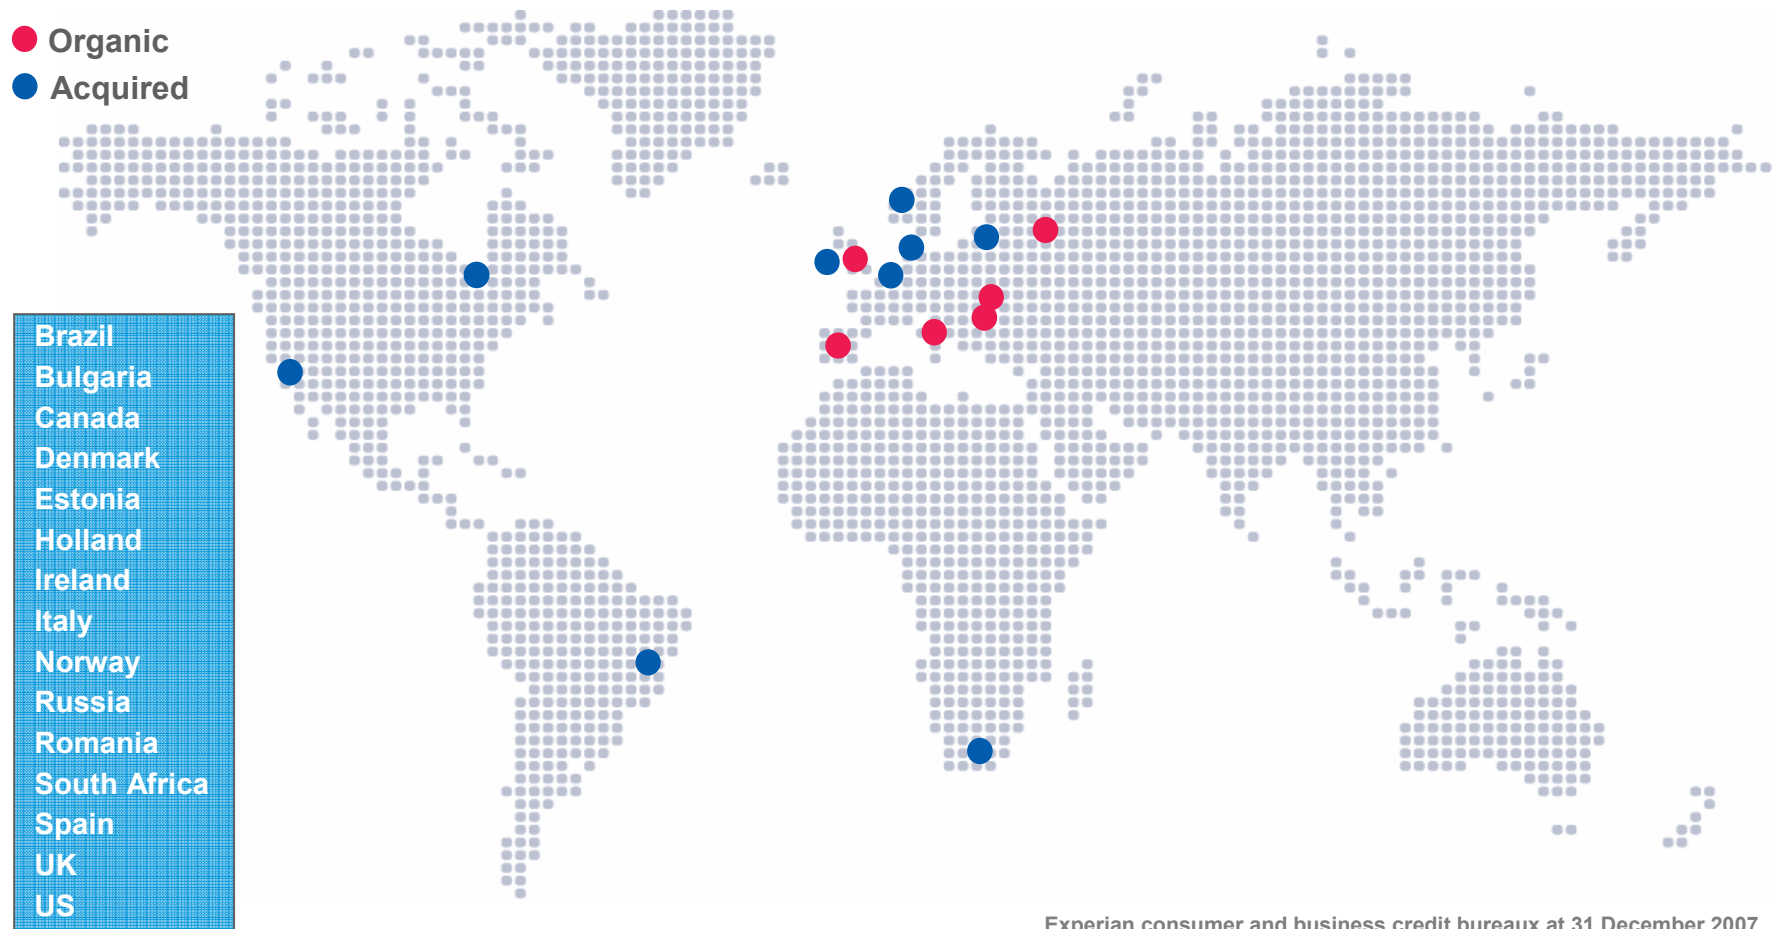 Organic
Acquired
Brazil
Bulgaria
Canada
Denmark
Estonia
Holland
Ireland
Italy
Norway
Russia
Romania
South Africa
Spain
UK
US
Experian consumer and business credit bureaux at 31 December 2007